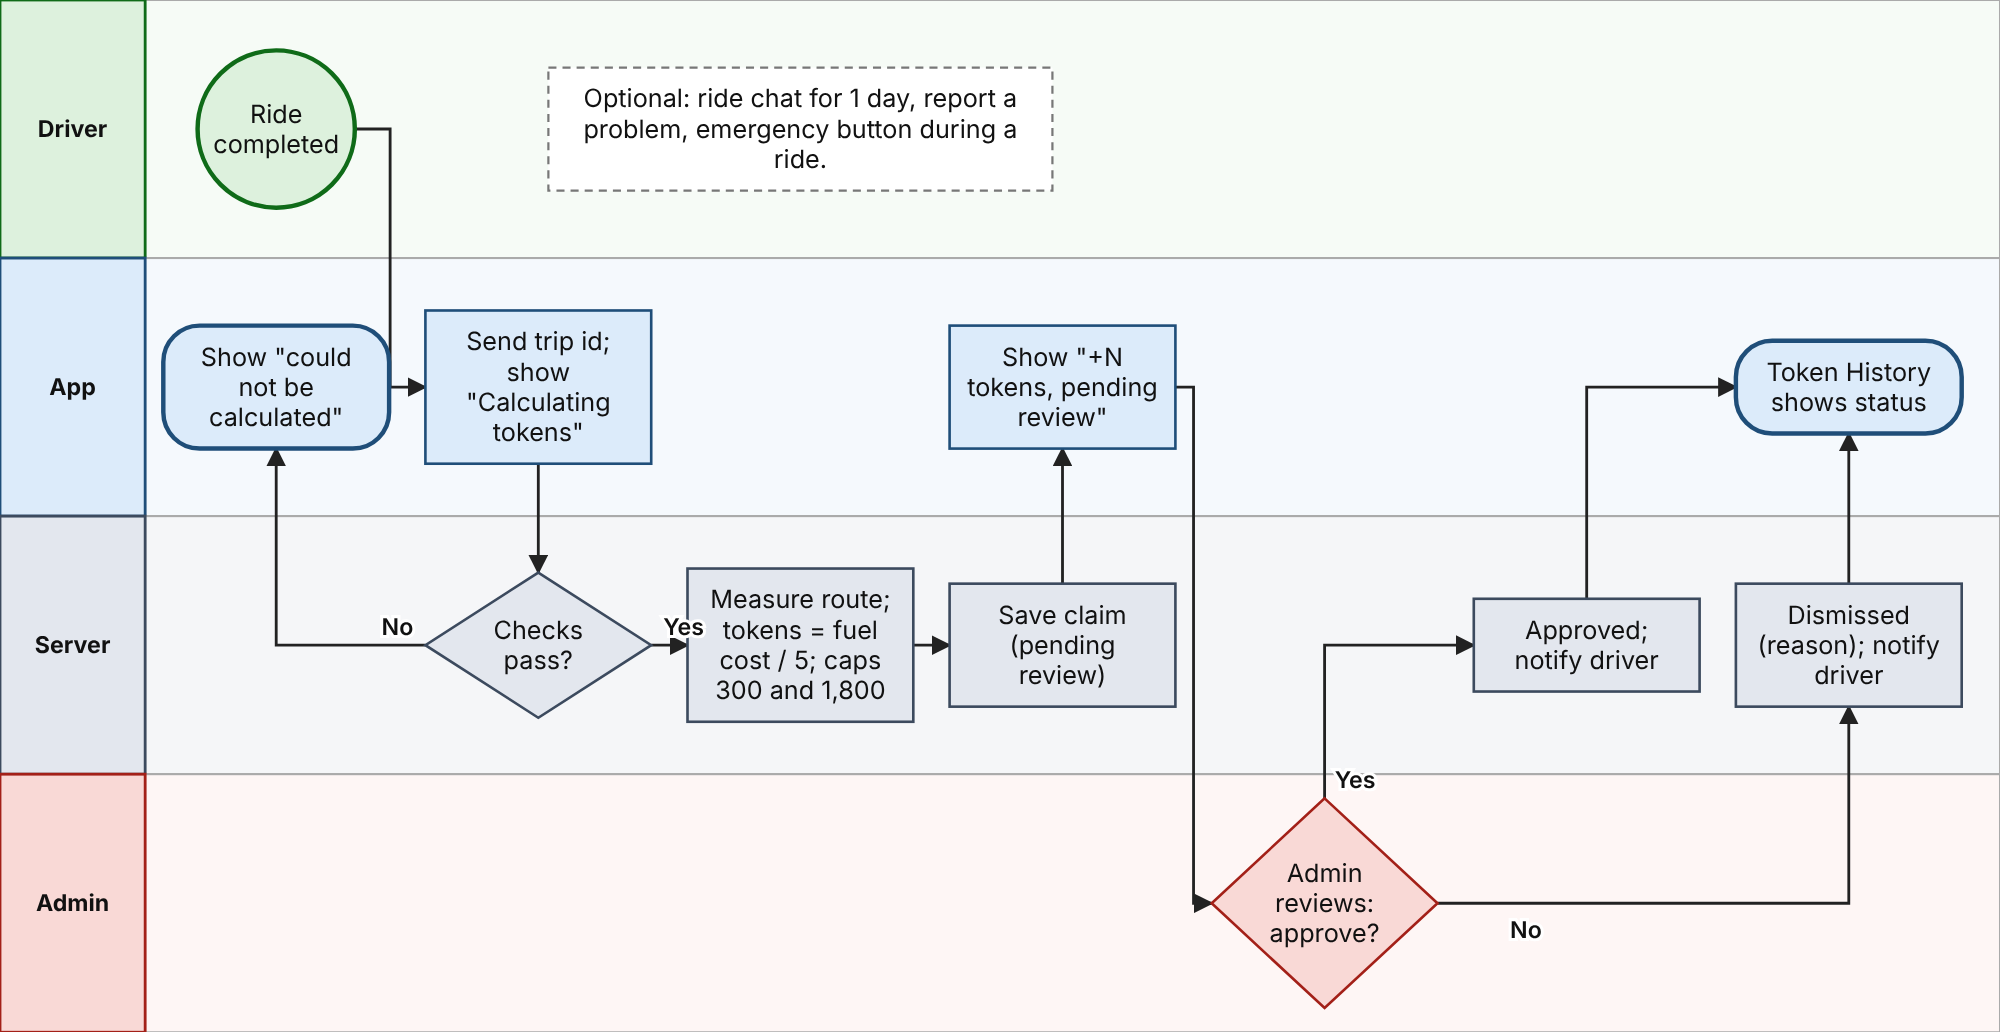 Driver
Ride
completed
Optional: ride chat for 1 day, report a
problem, emergency button during a
ride.
App
Show "could
not be
calculated"
Send trip id;
show
"Calculating
tokens"
Show "+N
tokens, pending
review"
Token History
shows status
Server
No
Checks
pass?
Yes
Measure route;
tokens = fuel
cost / 5; caps
300 and 1,800
Save claim
(pending
review)
Approved;
notify driver
Dismissed
(reason); notify
driver
Admin
Yes
Admin
reviews:
approve?
No